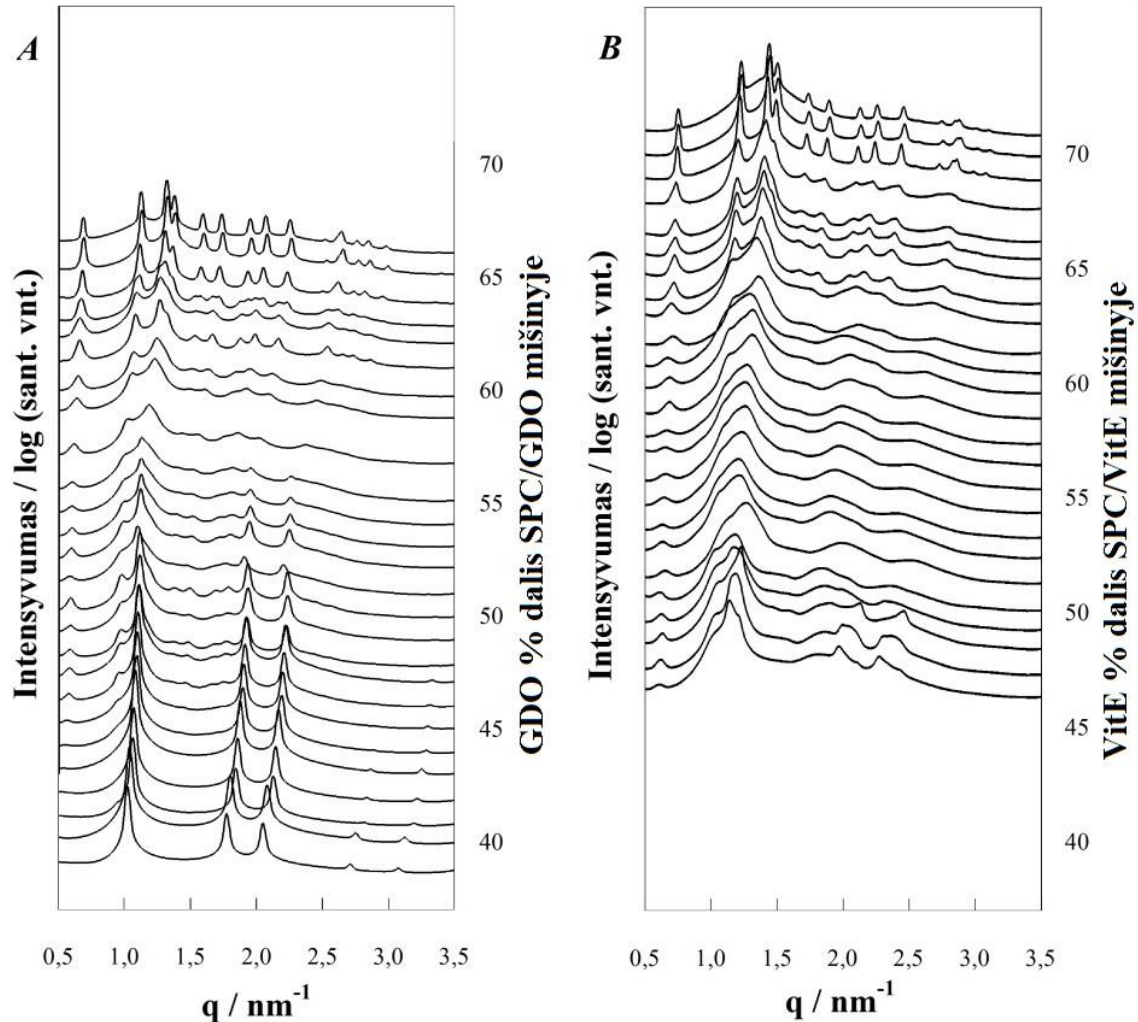 A
Intensyvumas / log (sant. vnt.)
70
65
60
55
50
45
40
GDO % dalis SPC/GDO mišinyje
0,5 1,0 1,5 2,0 2,5 3,0 3,5
q / nm⁻¹
B
Intensyvumas / log (sant. vnt.)
70
65
60
55
50
45
40
VitE % dalis SPC/VitE mišinyje
0,5 1,0 1,5 2,0 2,5 3,0 3,5
q / nm⁻¹